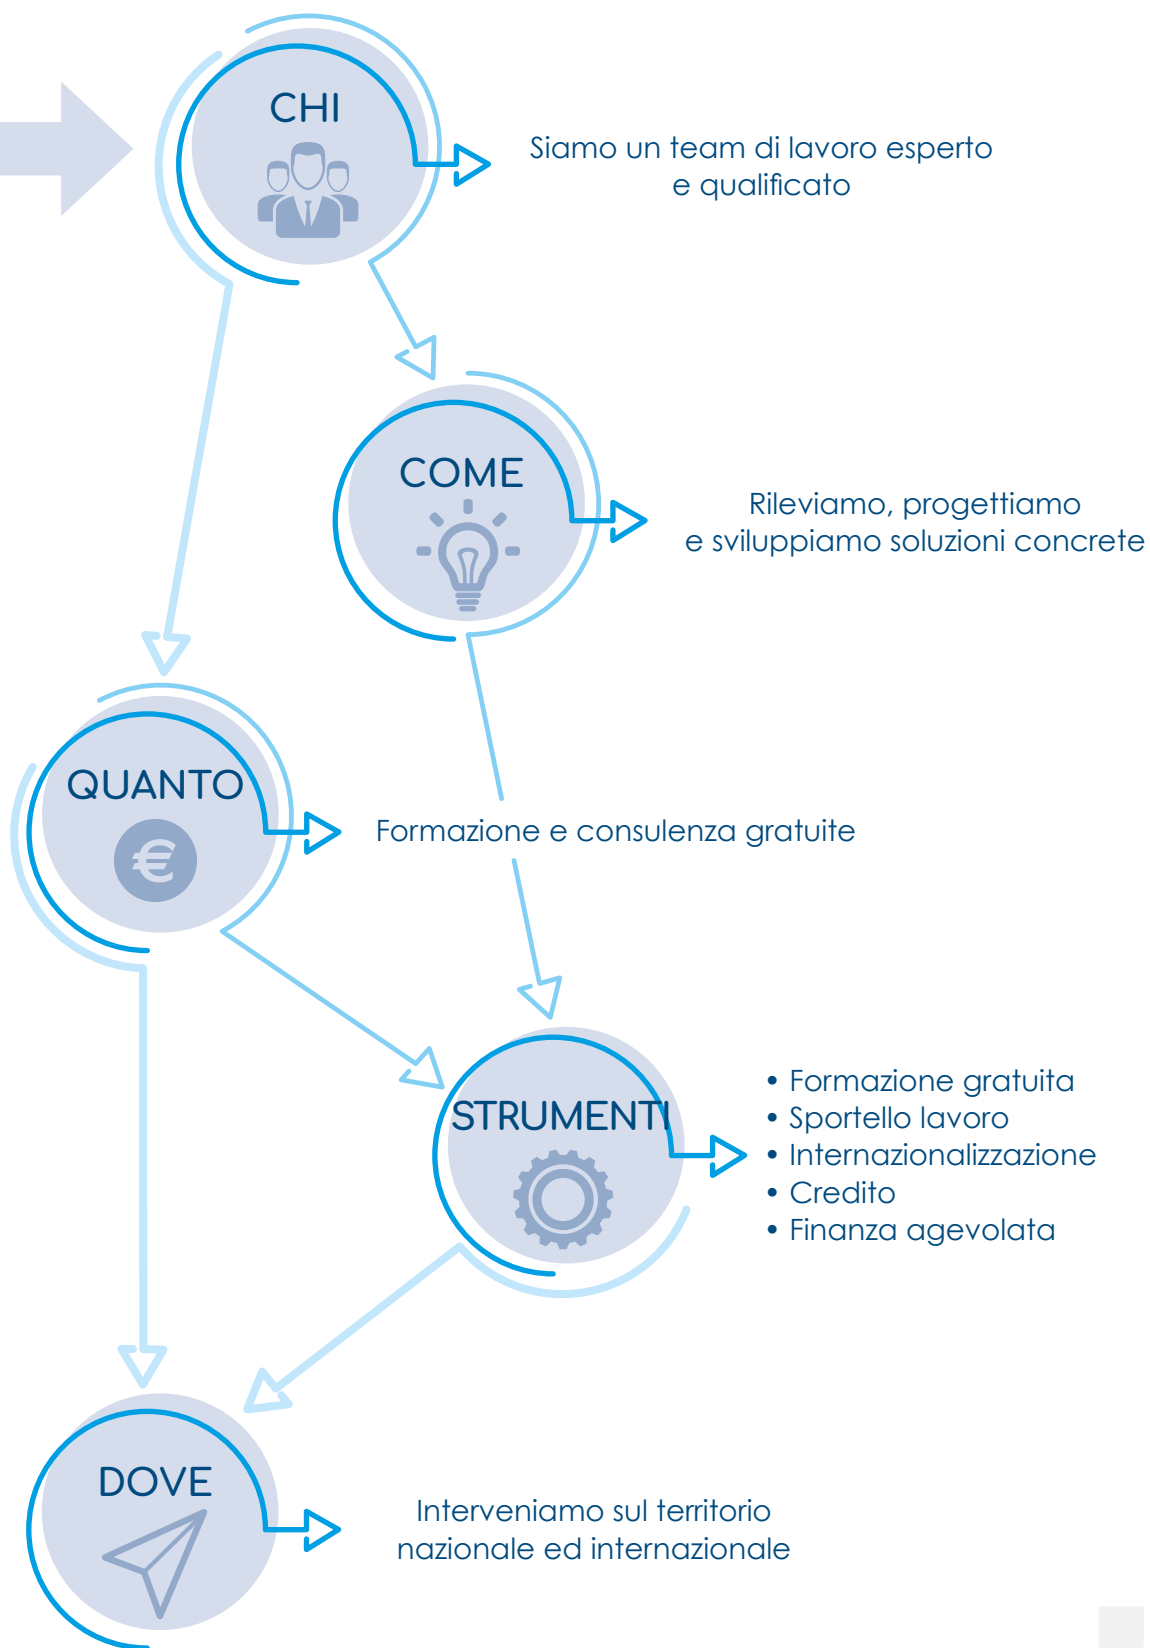 CHI
Siamo un team di lavoro esperto
e qualificato
COME
Rileviamo, progettiamo
e sviluppiamo soluzioni concrete
QUANTO
€
Formazione e consulenza gratuite
STRUMENTI
• Formazione gratuita
• Sportello lavoro
• Internazionalizzazione
• Credito
• Finanza agevolata
DOVE
Interveniamo sul territorio
nazionale ed internazionale